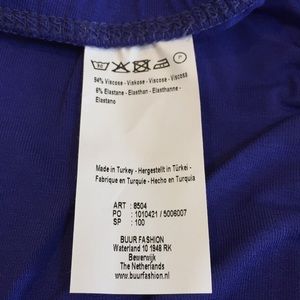 94% Viscose - Viskose - Viscose - Viscosa
6% Elastane - Elasthan - Elasthanne -
Elastano
Made in Turkey - Hergestellt in Türkei -
Fabrique en Turquie - Hecho en Turquia
ART : 8504
PO : 1010421 / 5006007
SP : 100
BUUR FASHION
Waterland 10 1948 RK
Beverwijk
The Netherlands
www.buurfashion.nl